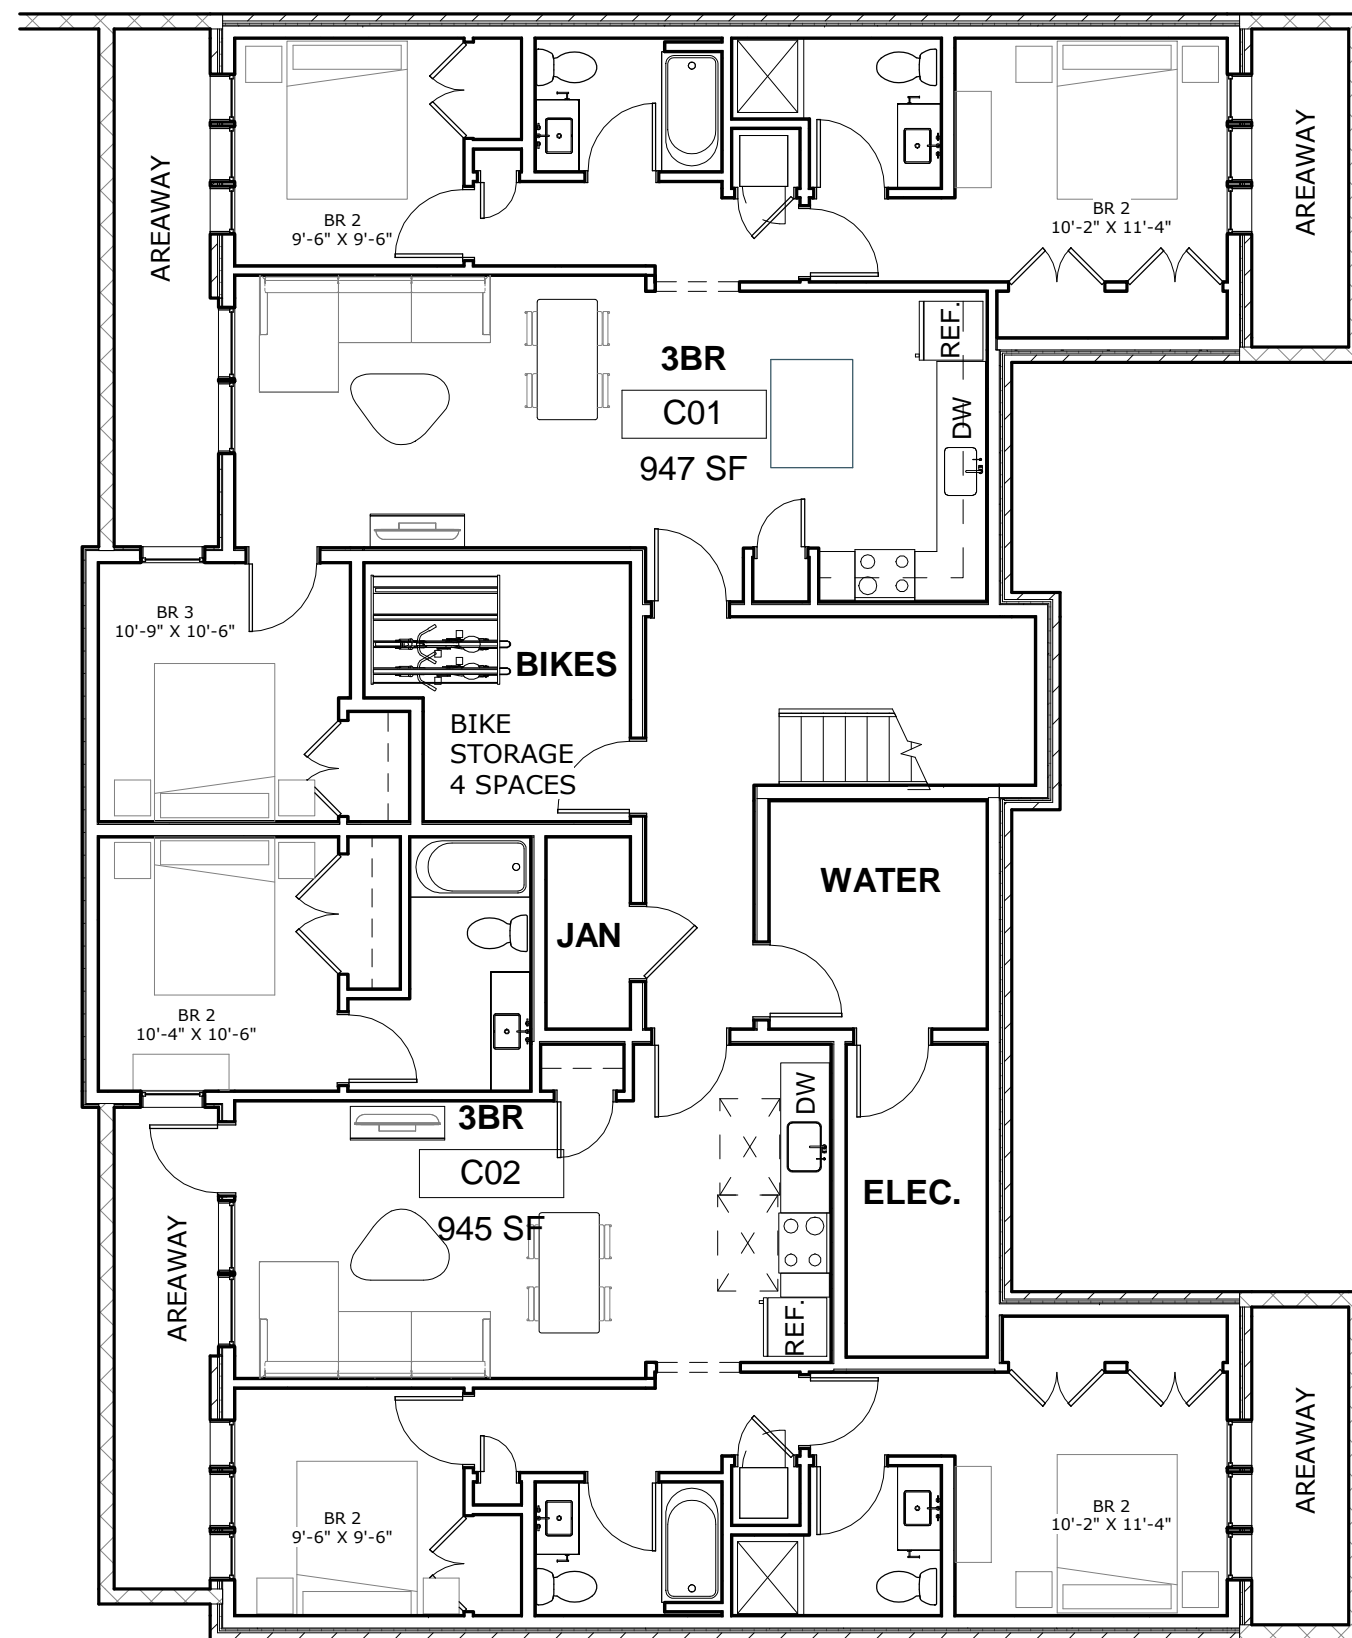 AREAWAY
BR 2
9'-6" X 9'-6"
BR 2
10'-2" X 11'-4"
AREAWAY
3BR
C01
947 SF
REF.
DW
BR 3
10'-9" X 10'-6"
BIKES
BIKE
STORAGE
4 SPACES
WATER
JAN
BR 2
10'-4" X 10'-6"
3BR
C02
945 SF
DW
ELEC.
REF.
AREAWAY
BR 2
9'-6" X 9'-6"
BR 2
10'-2" X 11'-4"
AREAWAY